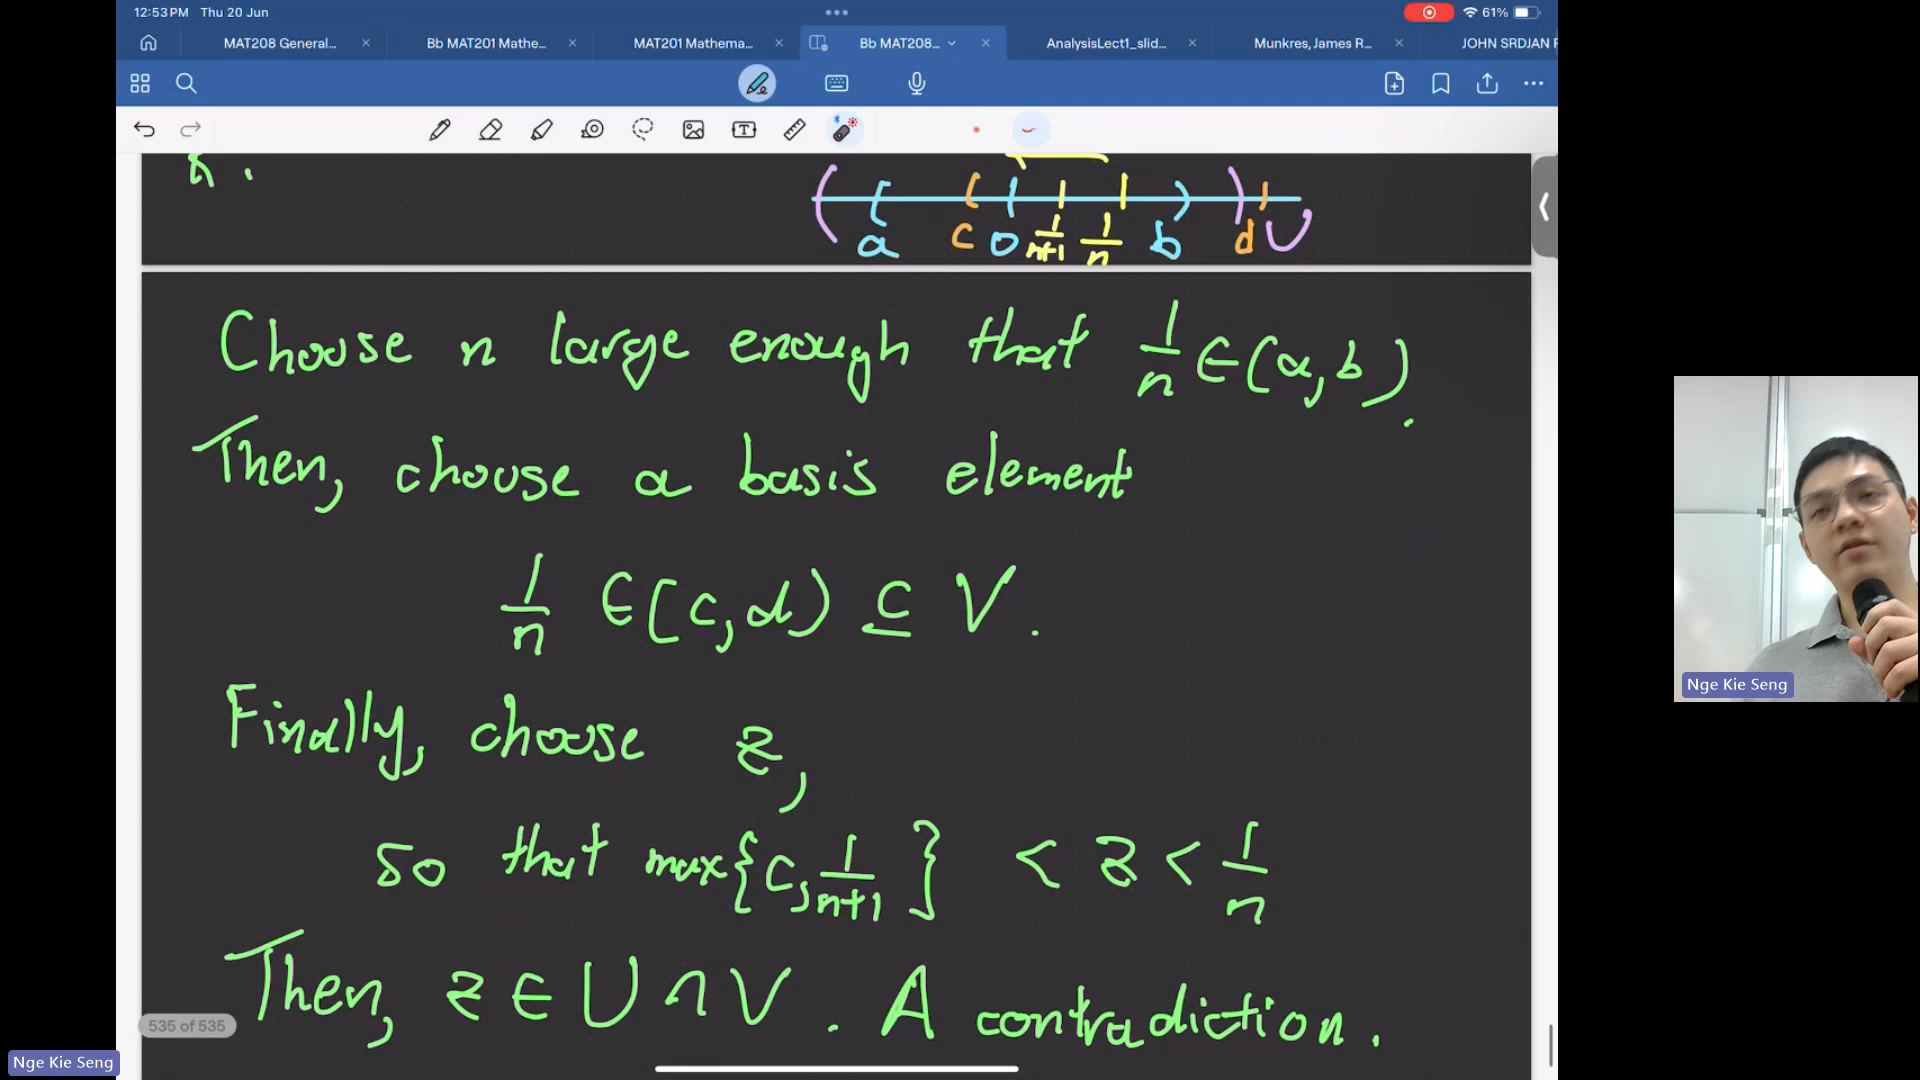 12:53 PM Thu 20 Jun
61%
MAT208 General...
Bb MAT201 Mathe...
MAT201 Mathema...
Bb MAT208...
AnalysisLect1_slid...
Munkres, James R...
JOHN SRDJAN P
( [ ( | | | ) ) |
a c 0 1/n+1 1/n b d U
Choose n large enough that 1/n ∈ (a, b).
Then, choose a basis element
1/n ∈ (c, d) ⊆ V.
Finally, choose z,
so that max{c, 1/n+1} < z < 1/n
Then, z ∈ U ∩ V. A contradiction.
535 of 535
Nge Kie Seng
Nge Kie Seng